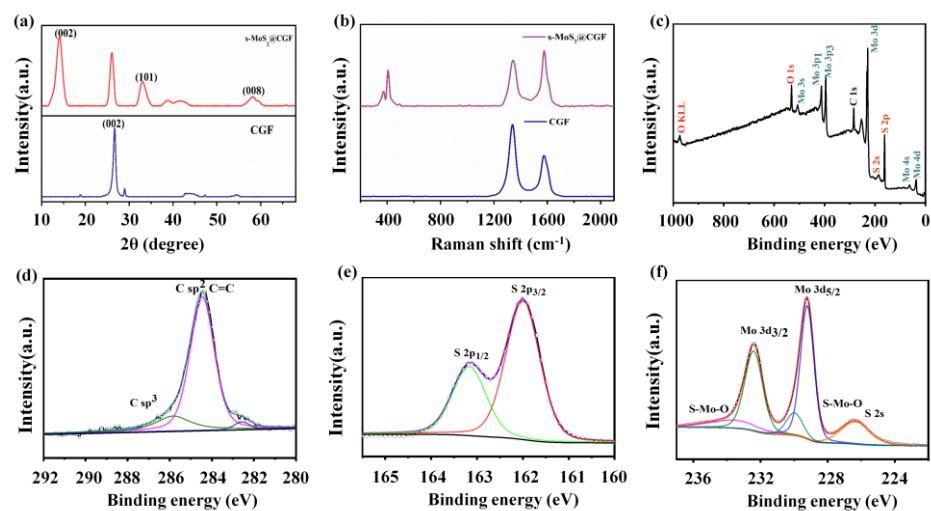 (a)
(002)
s-MoS2@CGF
(101)
(008)
(002)
CGF
Intensity(a.u.)
10 20 30 40 50 60
2θ (degree)
(b)
s-MoS2@CGF
CGF
Intensity(a.u.)
400 800 1200 1600 2000
Raman shift (cm-1)
(c)
O KLL
O 1s
Mo 3s
Mo 3p1
Mo 3p3
C 1s
Mo 3d
S 2s
S 2p
Mo 4s
Mo 4d
Intensity(a.u.)
1000 800 600 400 200 0
Binding energy (eV)
(d)
C sp2 C=C
C sp3
Intensity(a.u.)
292 290 288 286 284 282 280
Binding energy (eV)
(e)
S 2p3/2
S 2p1/2
Intensity(a.u.)
165 164 163 162 161 160
Binding energy (eV)
(f)
Mo 3d5/2
Mo 3d3/2
S-Mo-O
S-Mo-O
S 2s
Intensity(a.u.)
236 232 228 224
Binding energy (eV)